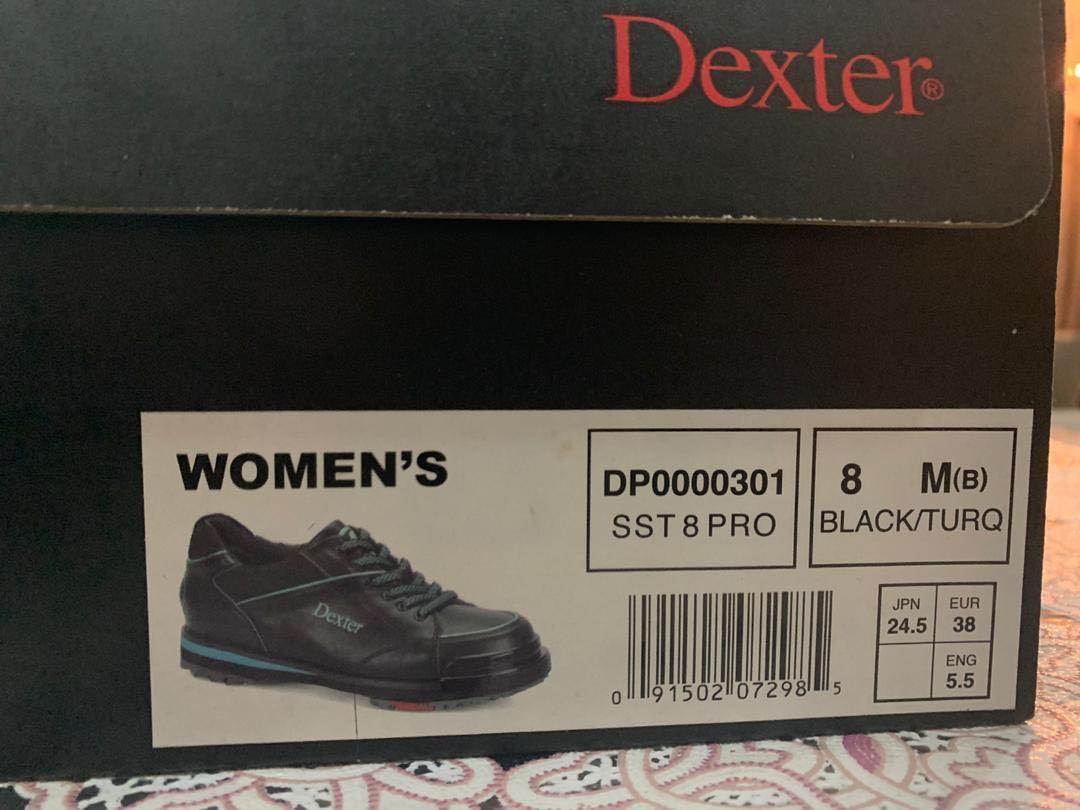 Dexter®
WOMEN'S
Dexter
DP0000301
SST 8 PRO
8 M(B)
BLACK/TURQ
0 91502 07298 5
JPN
24.5
EUR
38
ENG
5.5